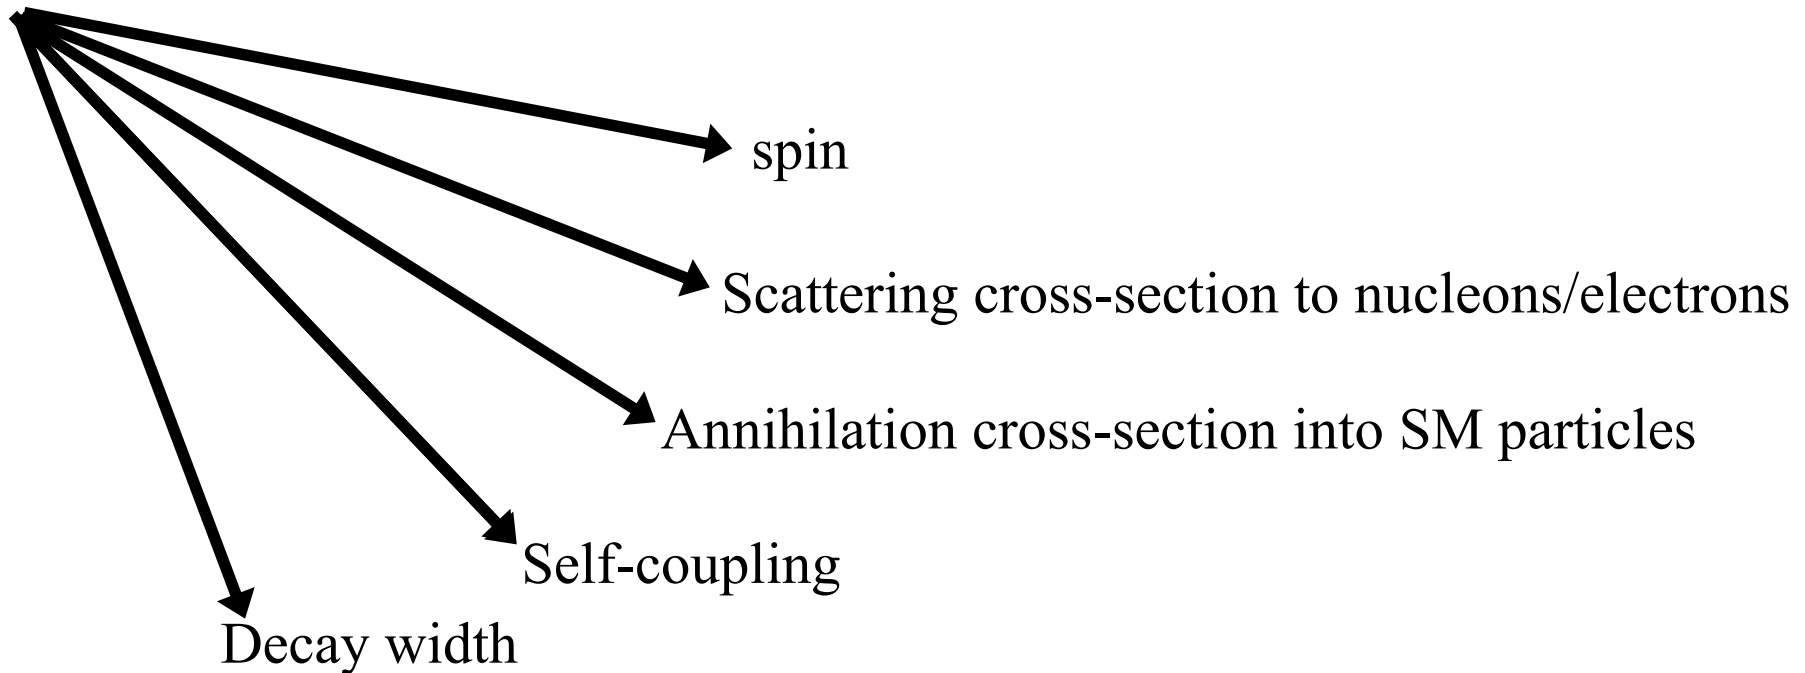 spin
Scattering cross-section to nucleons/electrons
Annihilation cross-section into SM particles
Self-coupling
Decay width